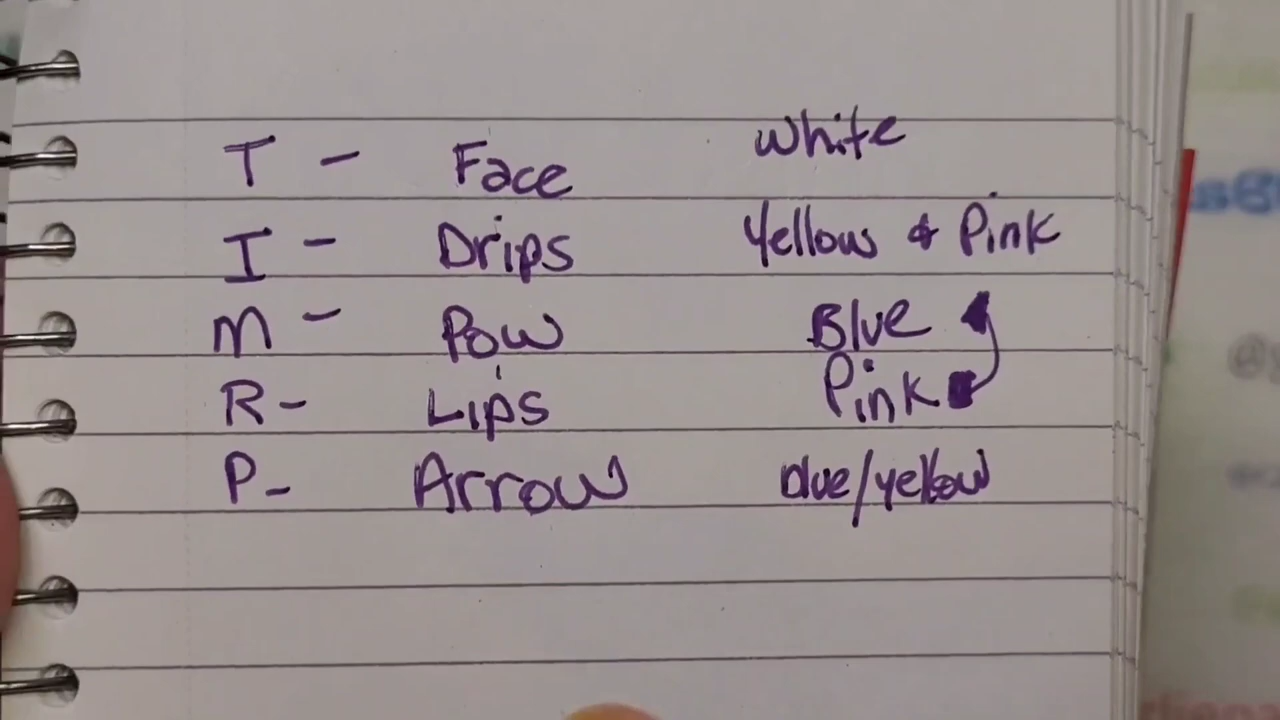 T - Face White
I - Drips Yellow & Pink
M - Pow Blue
R - Lips Pink
P - Arrow blue/yellow